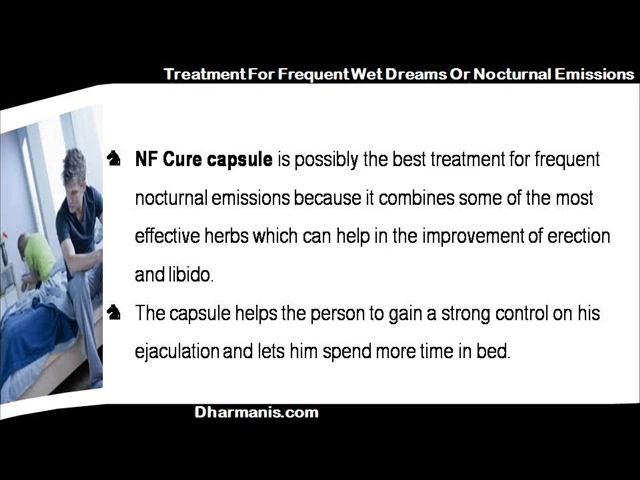 Treatment For Frequent Wet Dreams Or Nocturnal Emissions
NF Cure capsule is possibly the best treatment for frequent
nocturnal emissions because it combines some of the most
effective herbs which can help in the improvement of erection
and libido.
The capsule helps the person to gain a strong control on his
ejaculation and lets him spend more time in bed.
Dharmanis.com